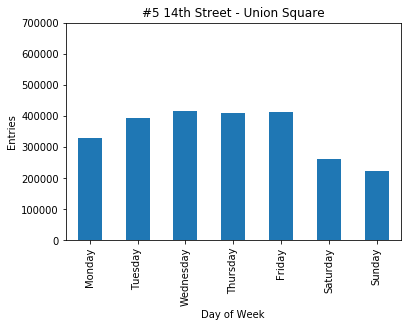 #5 14th Street - Union Square
700000
600000
500000
400000
300000
200000
100000
0
Entries
Monday
Tuesday
Wednesday
Thursday
Friday
Saturday
Sunday
Day of Week